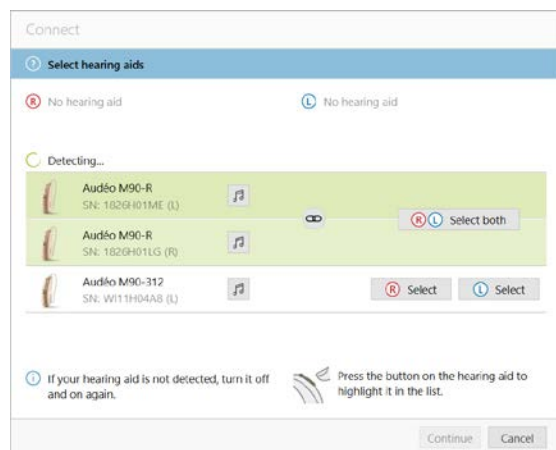 Connect
Select hearing aids
R No hearing aid
L No hearing aid
Detecting...
Audéo M90-R
SN: 1826H01ME (L)
R L Select both
Audéo M90-R
SN: 1826H01LG (R)
Audéo M90-312
SN: WI11H04A8 (L)
R Select
L Select
If your hearing aid is not detected, turn it off
and on again.
Press the button on the hearing aid to
highlight it in the list.
Continue
Cancel